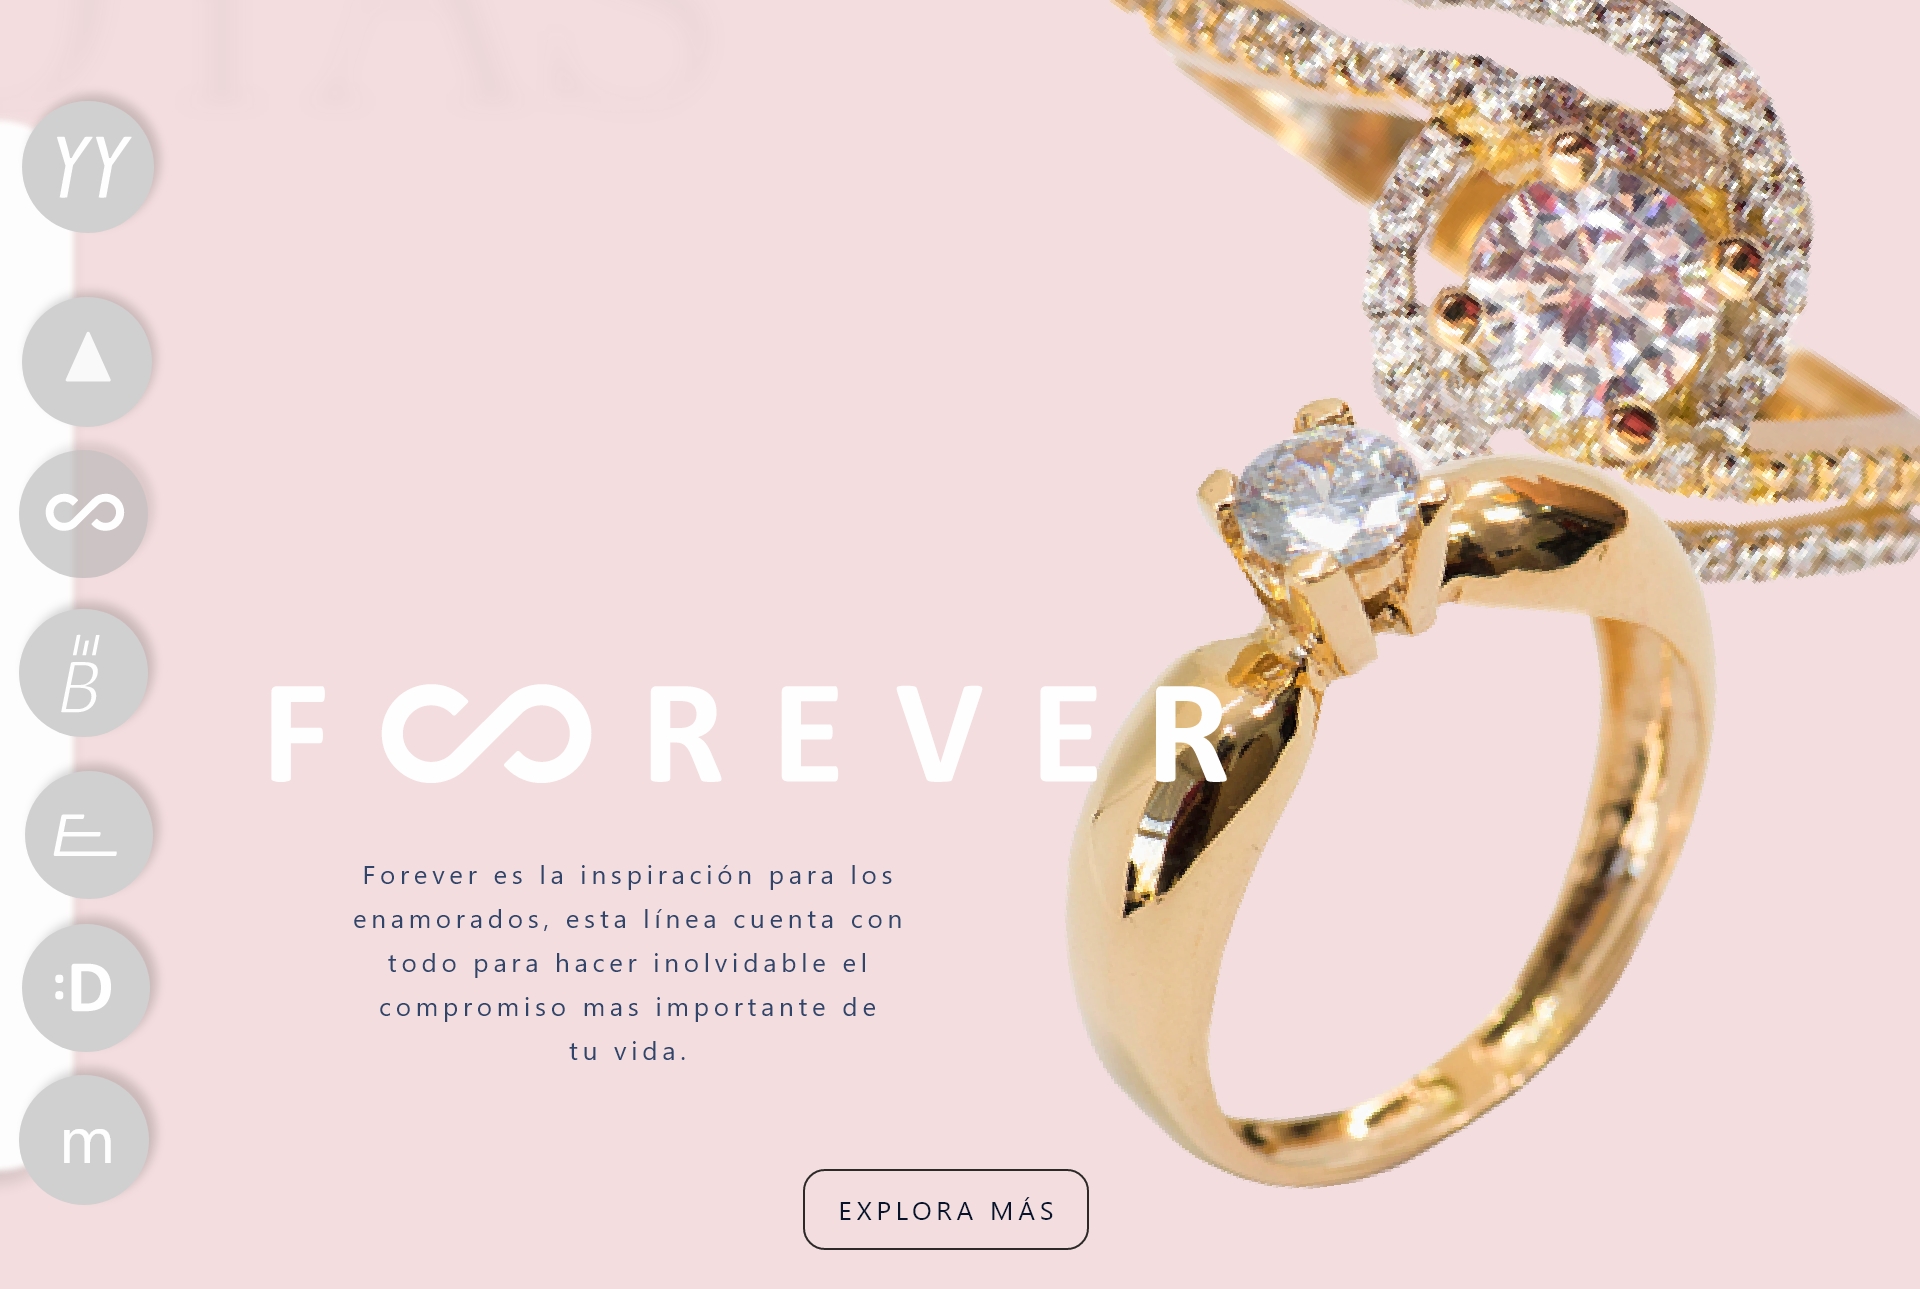 YY
B
E
:D
m
FOREVER
Forever es la inspiración para los
enamorados, esta línea cuenta con
todo para hacer inolvidable el
compromiso mas importante de
tu vida.
EXPLORA MÁS